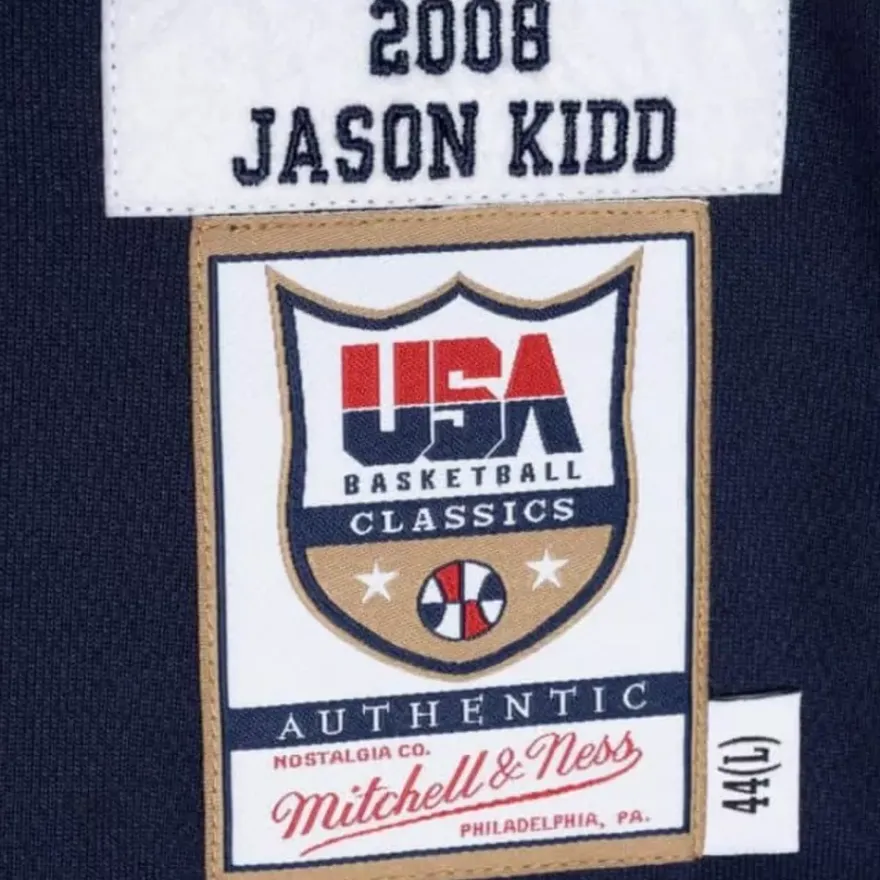 2008
JASON KIDD
USA
BASKETBALL
CLASSICS
AUTHENTIC
NOSTALGIA CO.
Mitchell & Ness
PHILADELPHIA, PA.
44(L)